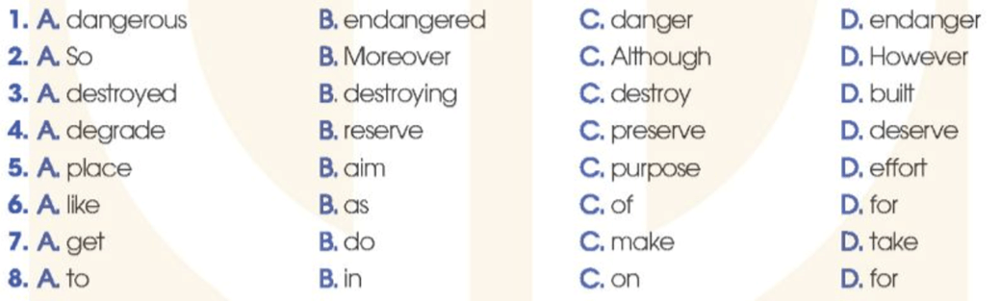 1. A. dangerous B. endangered C. danger D. endanger
2. A. So B. Moreover C. Although D. However
3. A. destroyed B. destroying C. destroy D. built
4. A. degrade B. reserve C. preserve D. deserve
5. A. place B. aim C. purpose D. effort
6. A. like B. as C. of D. for
7. A. get B. do C. make D. take
8. A. to B. in C. on D. for